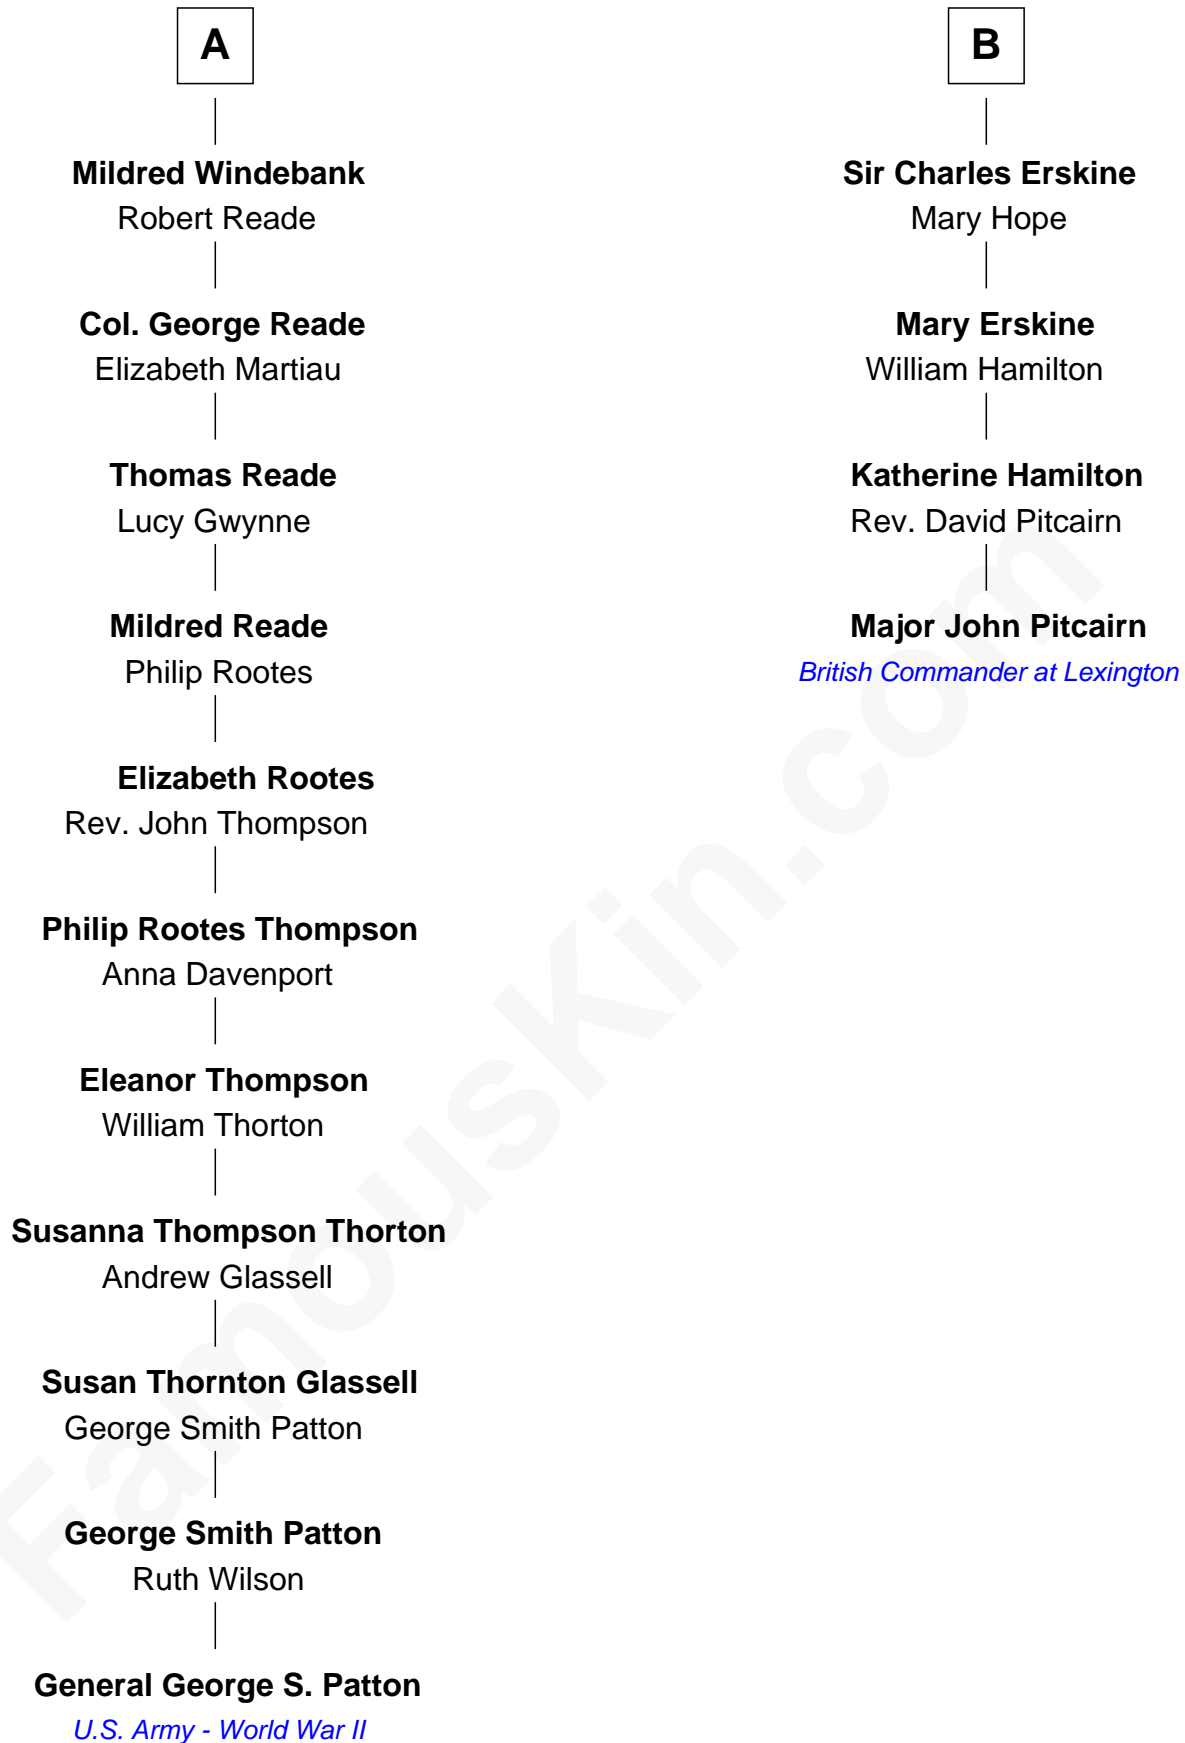 A
Mildred Windebank
Robert Reade
Col. George Reade
Elizabeth Martiau
Thomas Reade
Lucy Gwynne
Mildred Reade
Philip Rootes
Elizabeth Rootes
Rev. John Thompson
Philip Rootes Thompson
Anna Davenport
Eleanor Thompson
William Thorton
Susanna Thompson Thorton
Andrew Glassell
Susan Thornton Glassell
George Smith Patton
George Smith Patton
Ruth Wilson
General George S. Patton
U.S. Army - World War II
B
Sir Charles Erskine
Mary Hope
Mary Erskine
William Hamilton
Katherine Hamilton
Rev. David Pitcairn
Major John Pitcairn
British Commander at Lexington
FamousKin.com